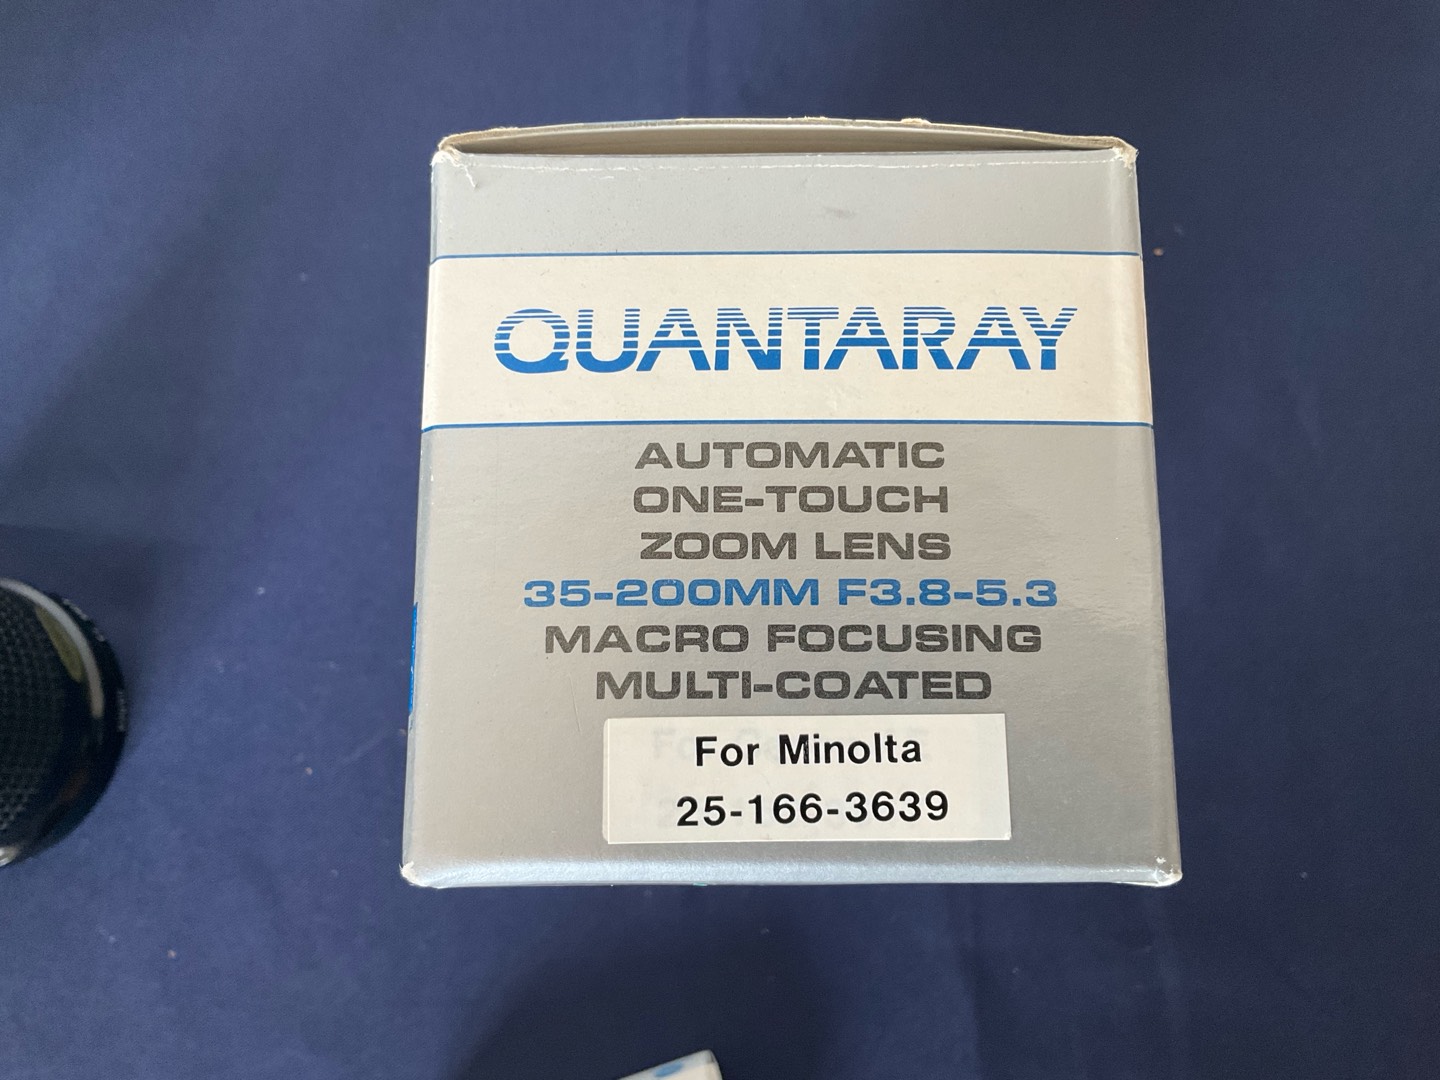 QUANTARAY
AUTOMATIC
ONE-TOUCH
ZOOM LENS
35-200MM F3.8-5.3
MACRO FOCUSING
MULTI-COATED
For Minolta
25-166-3639